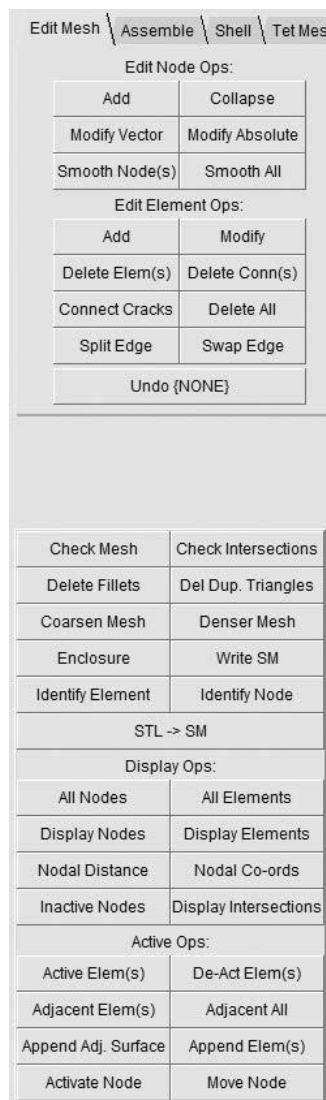 Edit Mesh Assemble Shell Tet Mes
Edit Node Ops:
Add Collapse
Modify Vector Modify Absolute
Smooth Node(s) Smooth All
Edit Element Ops:
Add Modify
Delete Elem(s) Delete Conn(s)
Connect Cracks Delete All
Split Edge Swap Edge
Undo {NONE}
Check Mesh Check Intersections
Delete Fillets Del Dup. Triangles
Coarsen Mesh Denser Mesh
Enclosure Write SM
Identify Element Identify Node
STL -> SM
Display Ops:
All Nodes All Elements
Display Nodes Display Elements
Nodal Distance Nodal Co-ords
Inactive Nodes Display Intersections
Active Ops:
Active Elem(s) De-Act Elem(s)
Adjacent Elem(s) Adjacent All
Append Adj. Surface Append Elem(s)
Activate Node Move Node